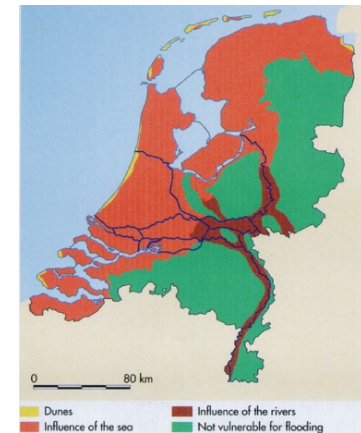 0 80 km
Dunes Influence of the rivers
Influence of the sea Not vulnerable for flooding